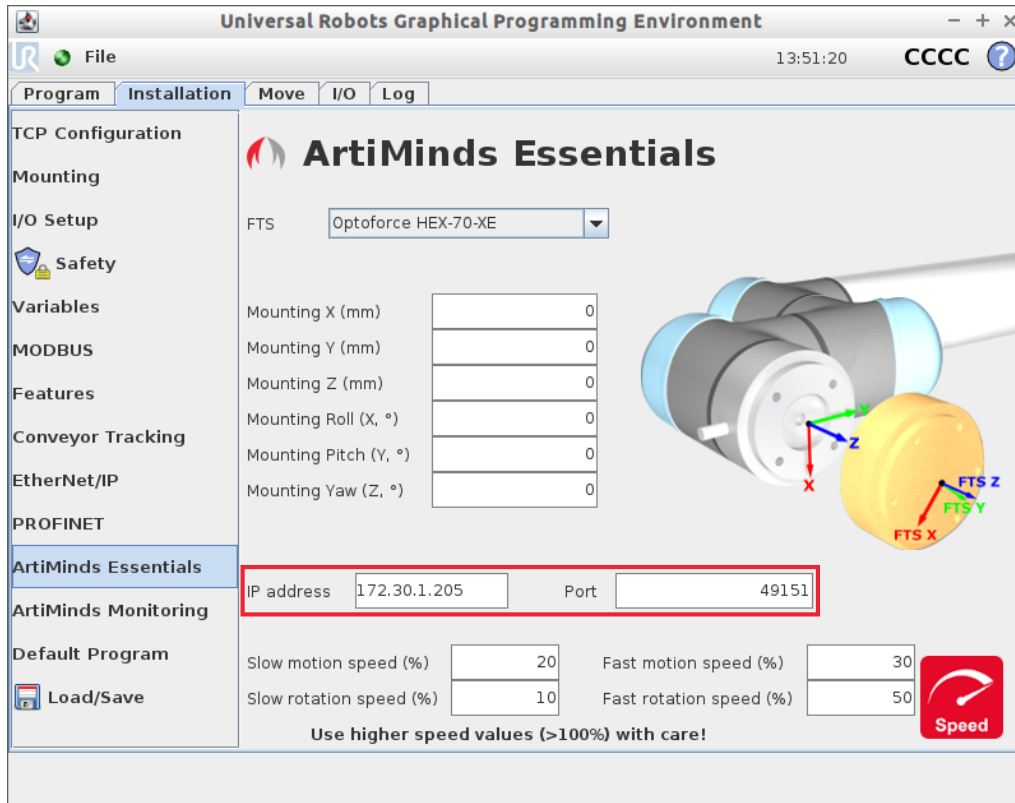 Universal Robots Graphical Programming Environment
File 13:51:20 CCCC ?
Program Installation Move I/O Log
TCP Configuration
Mounting
I/O Setup
Safety
Variables
MODBUS
Features
Conveyor Tracking
EtherNet/IP
PROFINET
ArtiMinds Essentials
ArtiMinds Monitoring
Default Program
Load/Save
ArtiMinds Essentials
FTS Optoforce HEX-70-XE
Mounting X (mm) 0
Mounting Y (mm) 0
Mounting Z (mm) 0
Mounting Roll (X, °) 0
Mounting Pitch (Y, °) 0
Mounting Yaw (Z, °) 0
Y
Z
X
FTS Z
FTS Y
FTS X
IP address 172.30.1.205 Port 49151
Slow motion speed (%) 20 Fast motion speed (%) 30
Slow rotation speed (%) 10 Fast rotation speed (%) 50
Speed
Use higher speed values (>100%) with care!